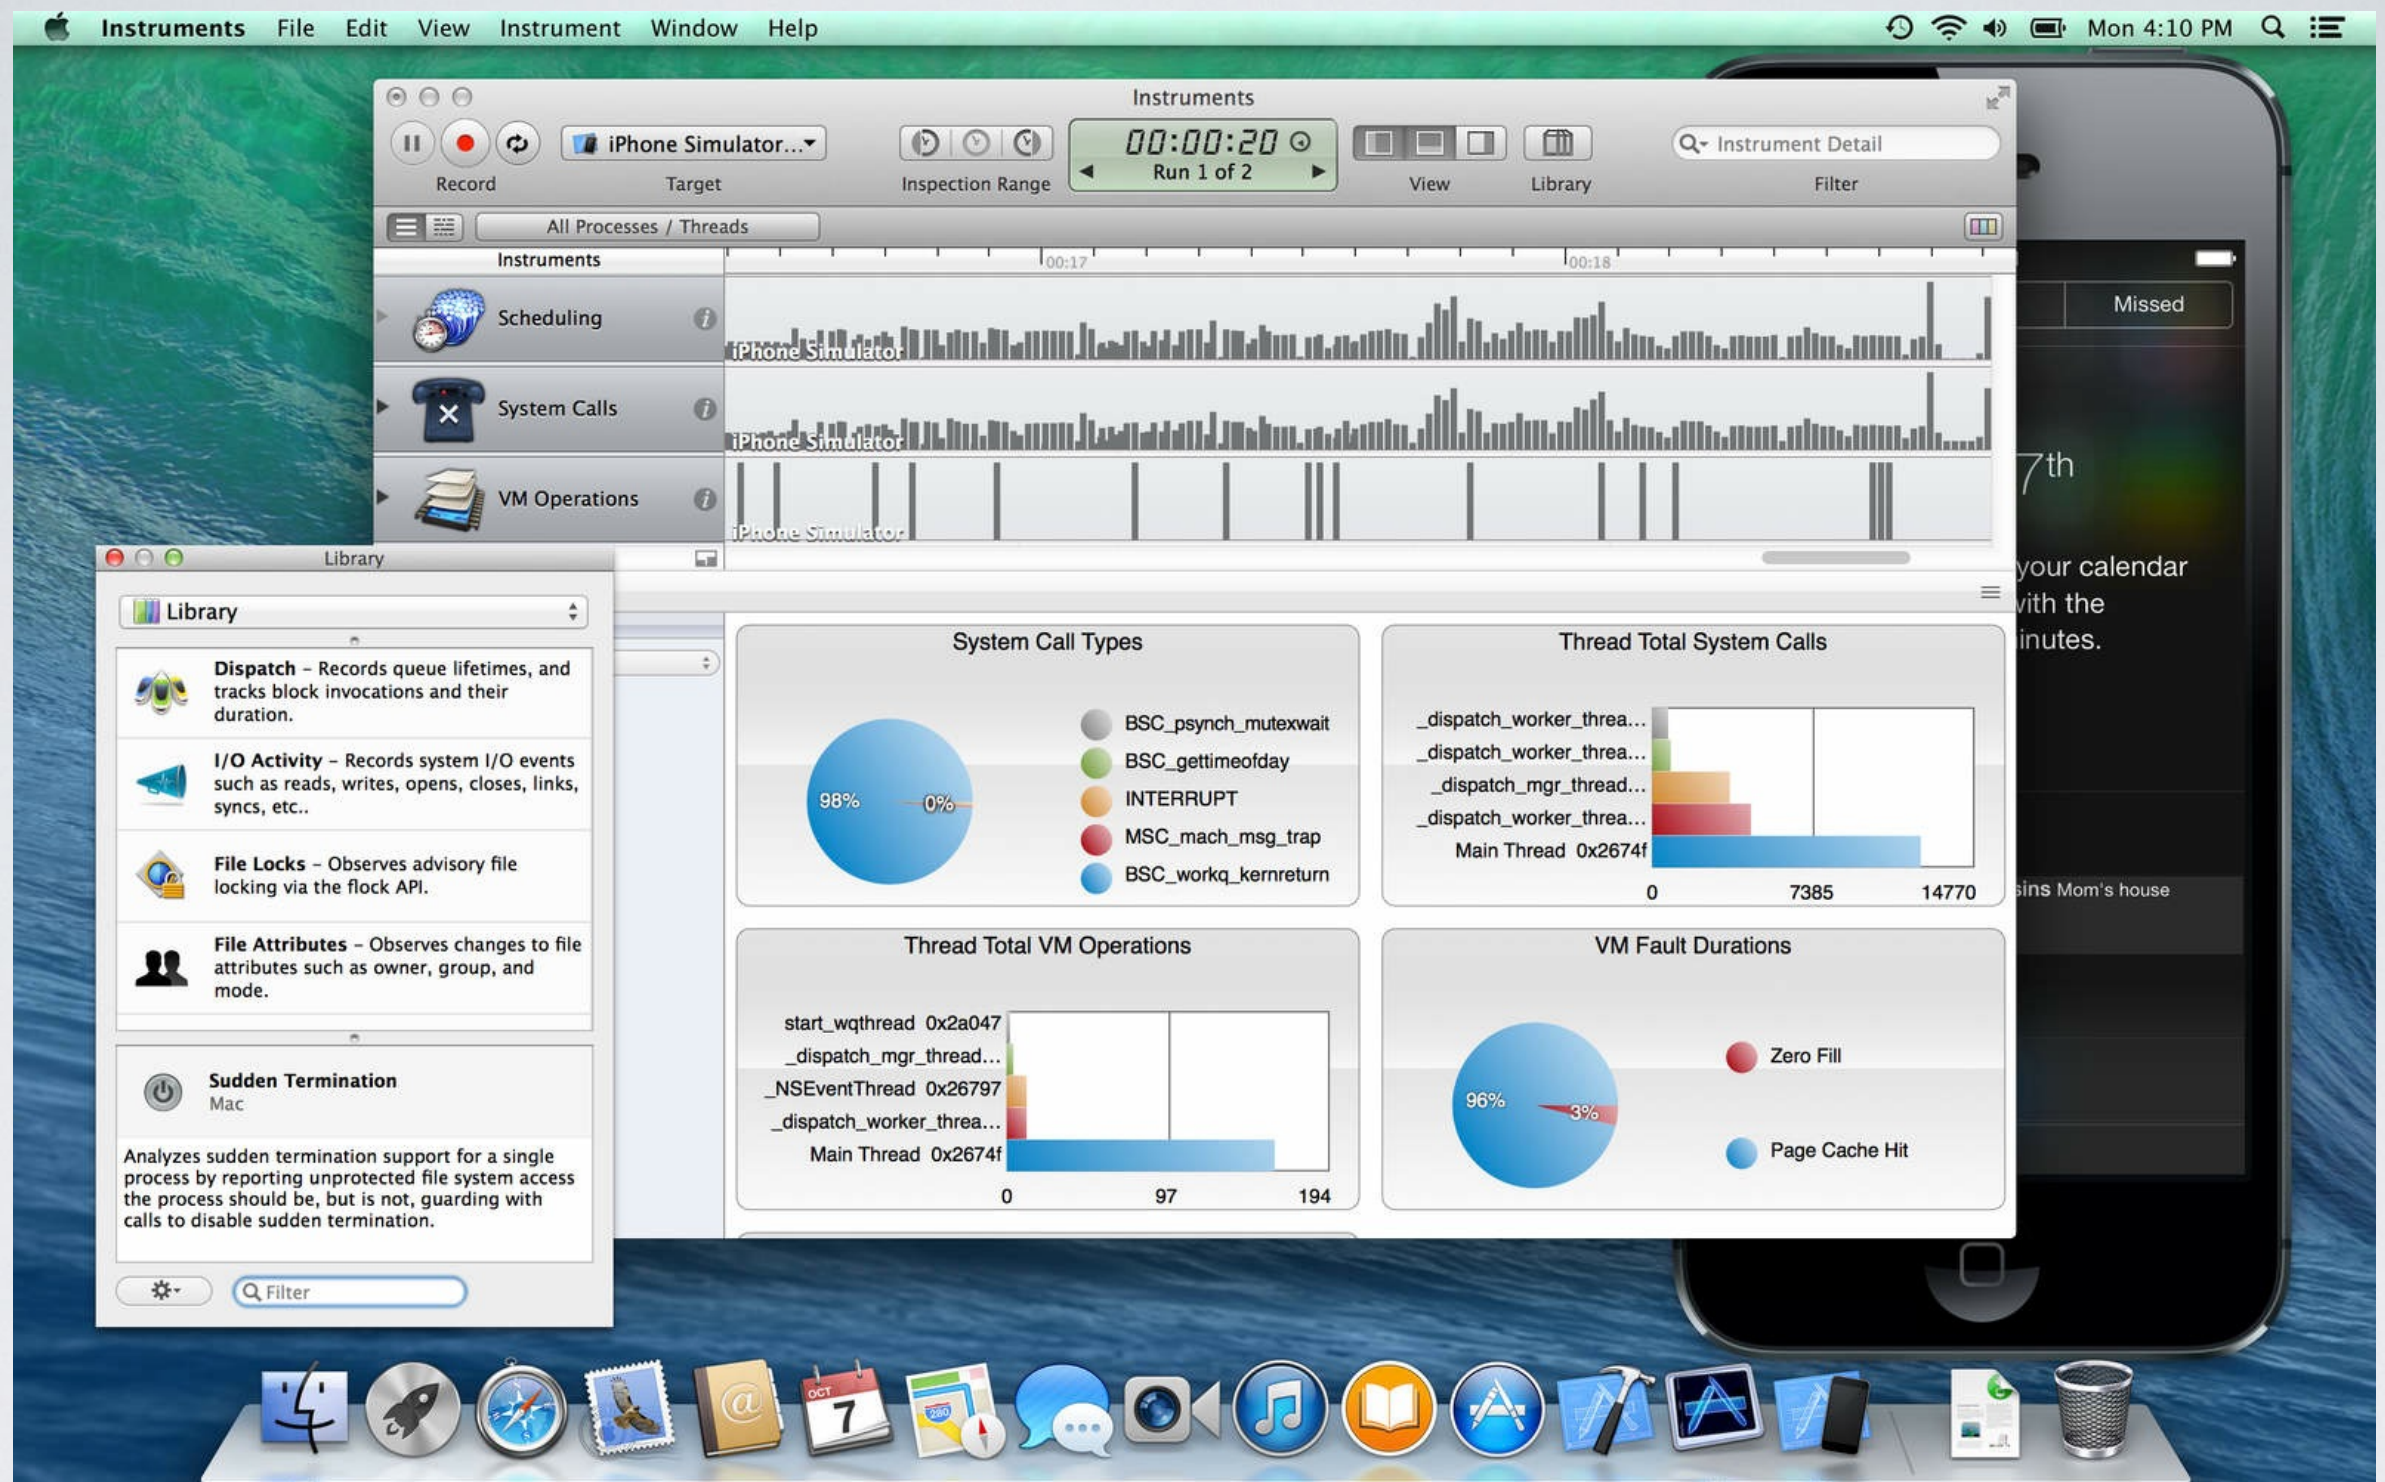 Instruments File Edit View Instrument Window Help
Mon 4:10 PM
Instruments
iPhone Simulator...
00:00:20
Run 1 of 2
Instrument Detail
Record
Target
Inspection Range
View
Library
Filter
All Processes / Threads
Instruments
00:17
00:18
Scheduling
iPhone Simulator
System Calls
iPhone Simulator
VM Operations
iPhone Simulator
Missed
7th
your calendar
with the
inutes.
sins Mom's house
Library
Library
Dispatch – Records queue lifetimes, and
tracks block invocations and their
duration.
I/O Activity – Records system I/O events
such as reads, writes, opens, closes, links,
syncs, etc..
File Locks – Observes advisory file
locking via the flock API.
File Attributes – Observes changes to file
attributes such as owner, group, and
mode.
Sudden Termination
Mac
Analyzes sudden termination support for a single
process by reporting unprotected file system access
the process should be, but is not, guarding with
calls to disable sudden termination.
Filter
System Call Types
98%
0%
BSC_psynch_mutexwait
BSC_gettimeofday
INTERRUPT
MSC_mach_msg_trap
BSC_workq_kernreturn
Thread Total System Calls
_dispatch_worker_threa...
_dispatch_worker_threa...
_dispatch_mgr_thread...
_dispatch_worker_threa...
Main Thread 0x2674f
0 7385 14770
Thread Total VM Operations
start_wqthread 0x2a047
_dispatch_mgr_thread...
_NSEventThread 0x26797
_dispatch_worker_threa...
Main Thread 0x2674f
0 97 194
VM Fault Durations
96%
3%
Zero Fill
Page Cache Hit
OCT
7
280